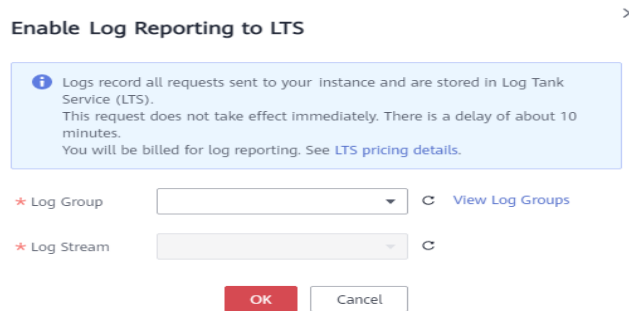 Enable Log Reporting to LTS
Logs record all requests sent to your instance and are stored in Log Tank
Service (LTS).
This request does not take effect immediately. There is a delay of about 10
minutes.
You will be billed for log reporting. See LTS pricing details.
* Log Group
View Log Groups
* Log Stream
OK
Cancel